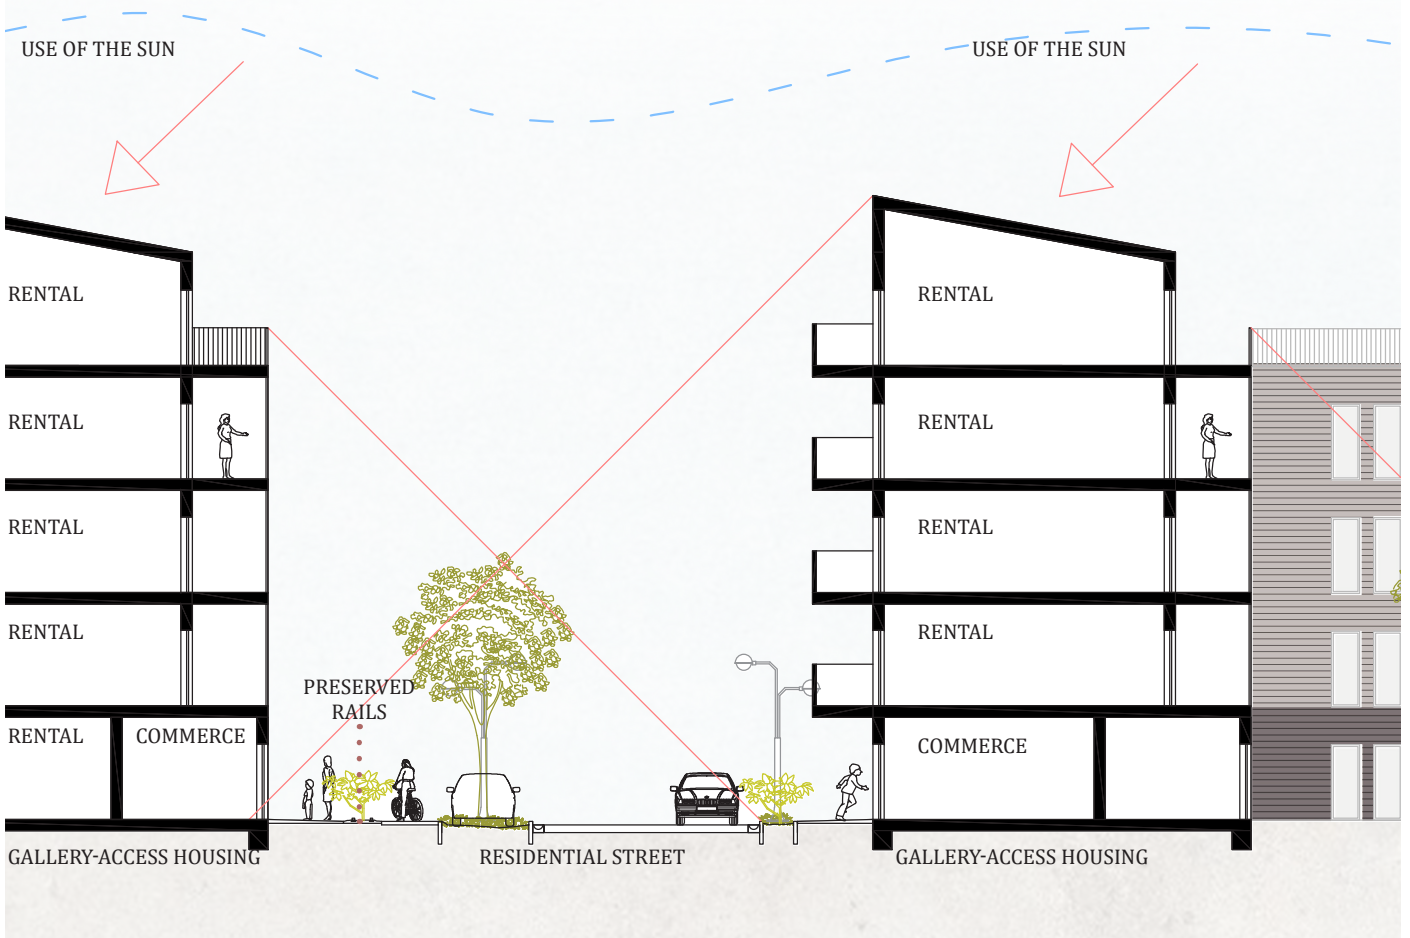 USE OF THE SUN
USE OF THE SUN
RENTAL
RENTAL
RENTAL
RENTAL
RENTAL
RENTAL
RENTAL
RENTAL
PRESERVED
RAILS
RENTAL
COMMERCE
COMMERCE
GALLERY-ACCESS HOUSING
RESIDENTIAL STREET
GALLERY-ACCESS HOUSING